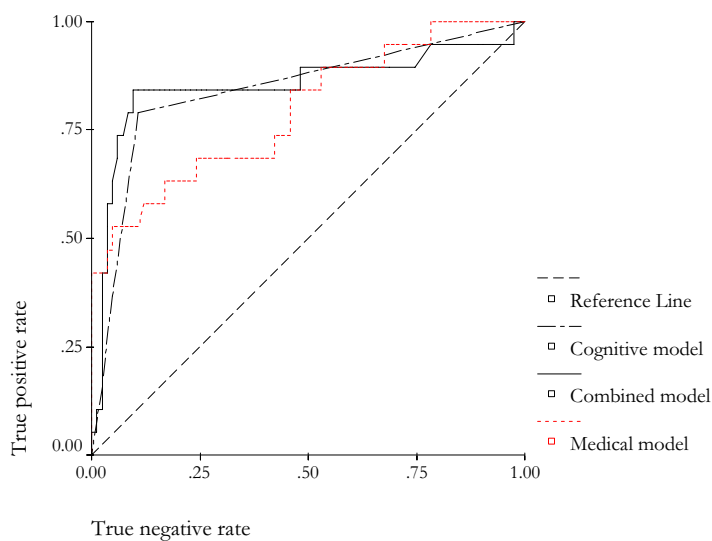 1.00
.75
.50
.25
0.00
True positive rate
0.00 .25 .50 .75 1.00
True negative rate
Reference Line
Cognitive model
Combined model
Medical model